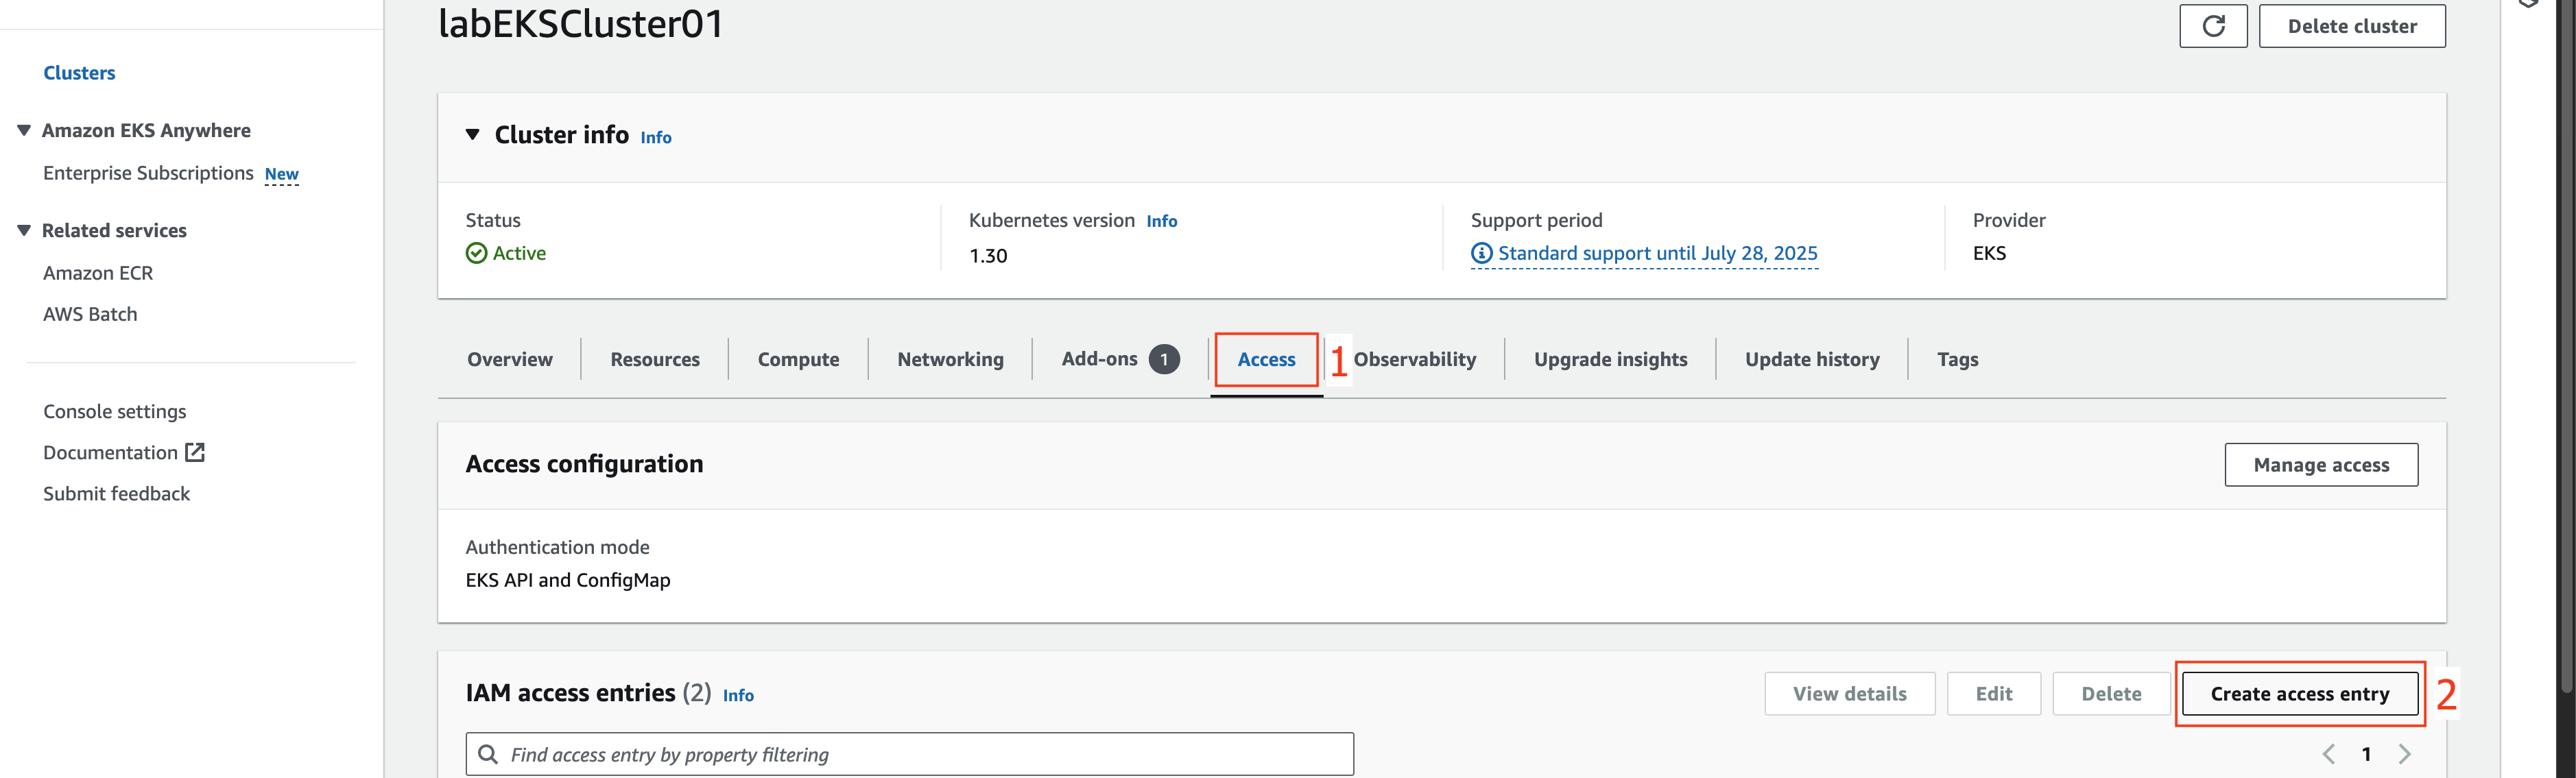 labEKSCluster01
Delete cluster
Clusters
Amazon EKS Anywhere
Enterprise Subscriptions New
Related services
Amazon ECR
AWS Batch
Console settings
Documentation
Submit feedback
Cluster info Info
Status
Active
Kubernetes version Info
1.30
Support period
Standard support until July 28, 2025
Provider
EKS
Overview Resources Compute Networking Add-ons 1 Access 1 Observability Upgrade insights Update history Tags
Access configuration
Manage access
Authentication mode
EKS API and ConfigMap
IAM access entries (2) Info
View details Edit Delete Create access entry 2
Find access entry by property filtering
1